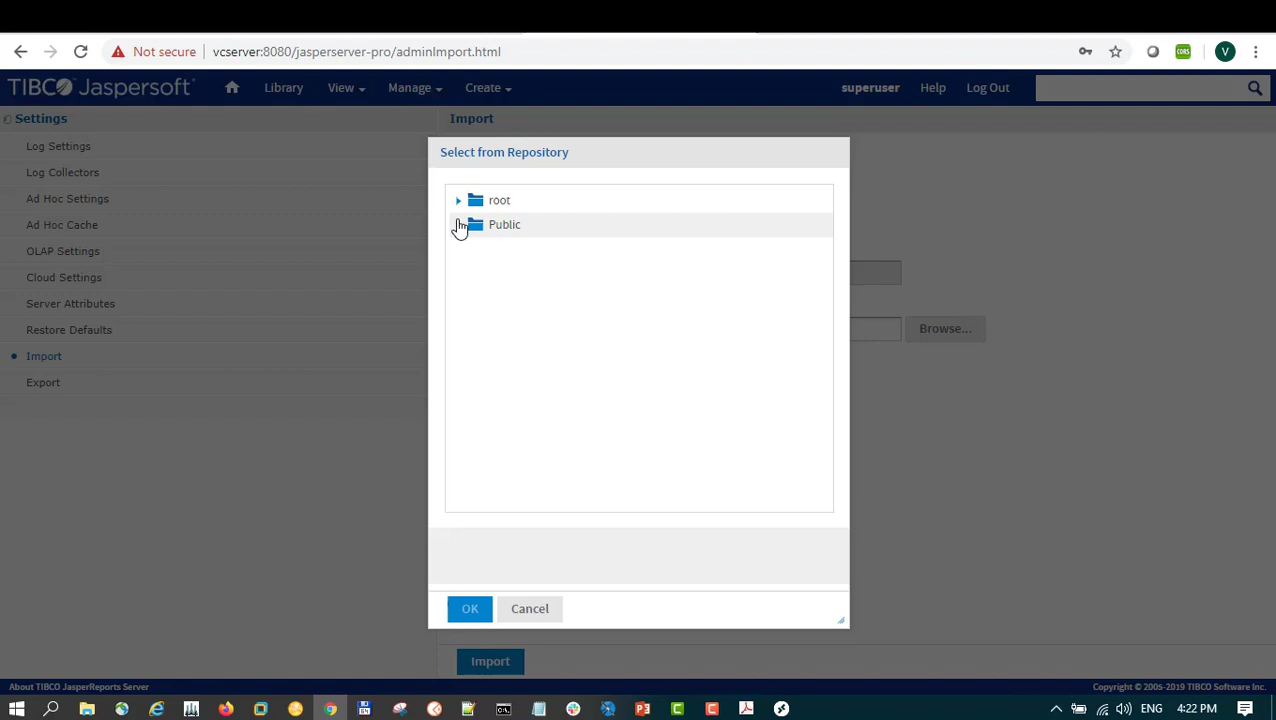 Not secure
vcserver:8080/jasperserver-pro/adminImport.html
CORS
V
TIBCO Jaspersoft
Library
View
Manage
Create
superuser
Help
Log Out
Settings
Import
Log Settings
Log Collectors
Ad Hoc Settings
Ad Hoc Cache
OLAP Settings
Cloud Settings
Server Attributes
Restore Defaults
Import
Export
Select from Repository
root
Public
Browse...
OK
Cancel
Import
About TIBCO JasperReports Server
Copyright © 2005-2019 TIBCO Software Inc.
ENG
4:22 PM